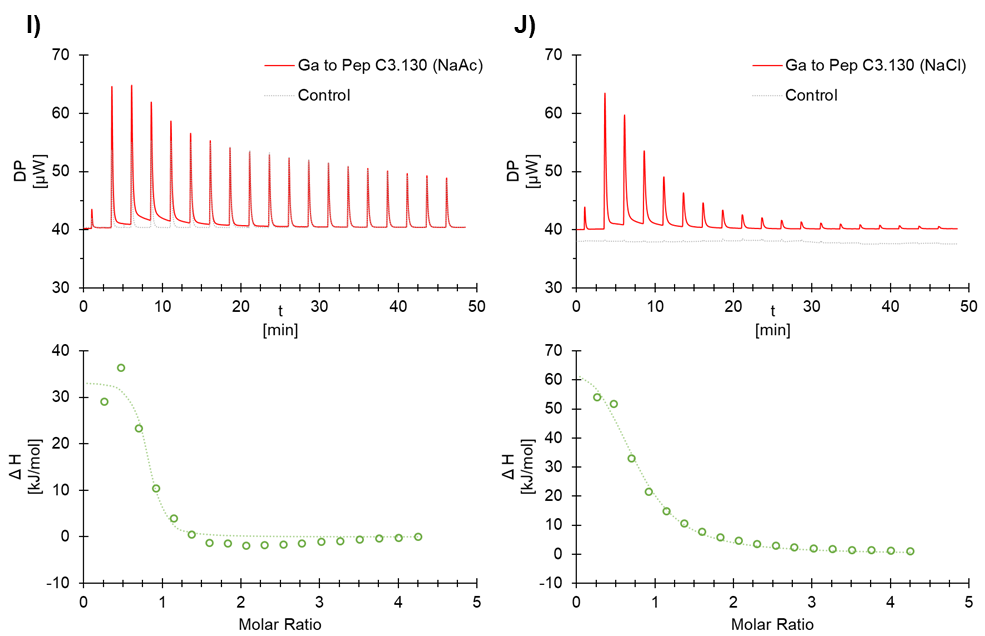 I)
70
60
50
40
30
DP
[µW]
Ga to Pep C3.130 (NaAc)
Control
0
10
20
30
40
50
t
[min]
40
30
20
10
0
-10
Δ H
[kJ/mol]
0
1
2
3
4
5
Molar Ratio
J)
70
60
50
40
30
DP
[µW]
Ga to Pep C3.130 (NaCl)
Control
0
10
20
30
40
50
t
[min]
70
60
50
40
30
20
10
0
-10
Δ H
[kJ/mol]
0
1
2
3
4
5
Molar Ratio